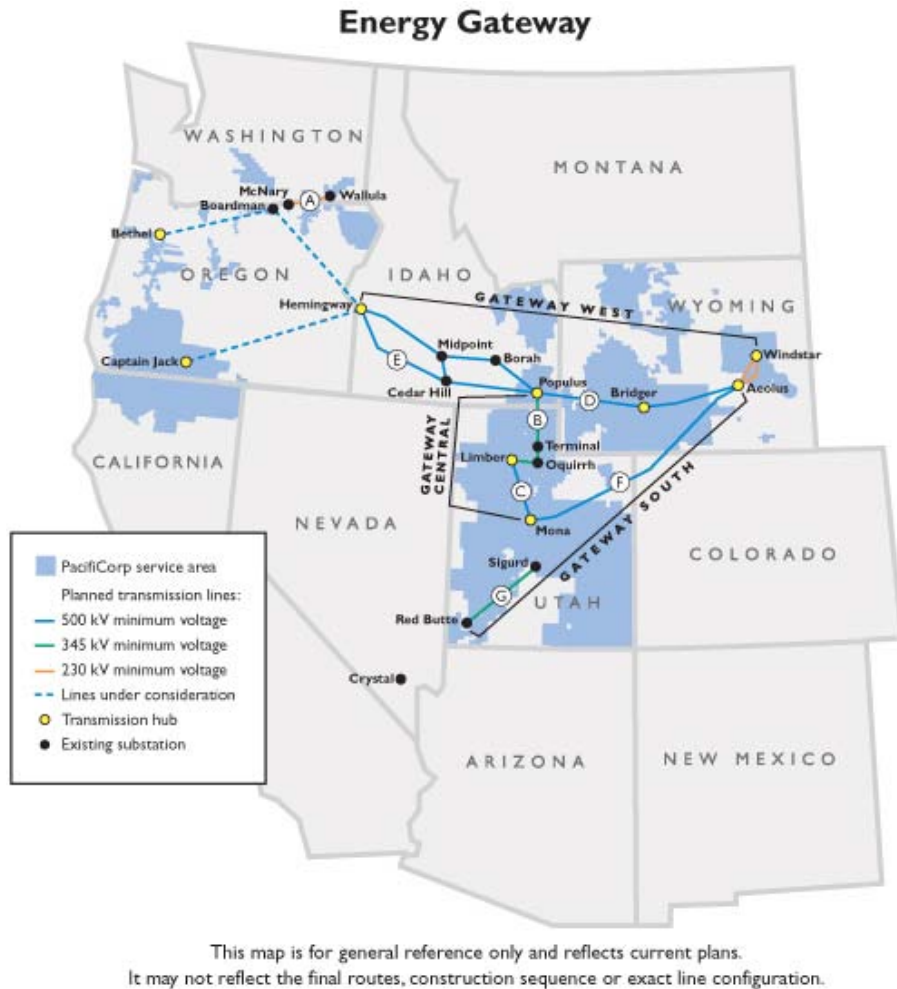 Energy Gateway
WASHINGTON
MONTANA
McNary
A
Wallula
Boardman
Bethel
OREGON
IDAHO
WYOMING
Hemingway
GATEWAY WEST
Midpoint
Windstar
Captain Jack
E
Borah
Cedar Hill
Populus
D
Bridger
Aeolus
B
GATEWAY
CENTRAL
Terminal
CALIFORNIA
Limber
Oquirrh
C
F
GATEWAY SOUTH
NEVADA
Mona
COLORADO
Sigurd
G
UTAH
Red Butte
Crystal
ARIZONA
NEW MEXICO
PacifiCorp service area
Planned transmission lines:
500 kV minimum voltage
345 kV minimum voltage
230 kV minimum voltage
Lines under consideration
Transmission hub
Existing substation
This map is for general reference only and reflects current plans.
It may not reflect the final routes, construction sequence or exact line configuration.